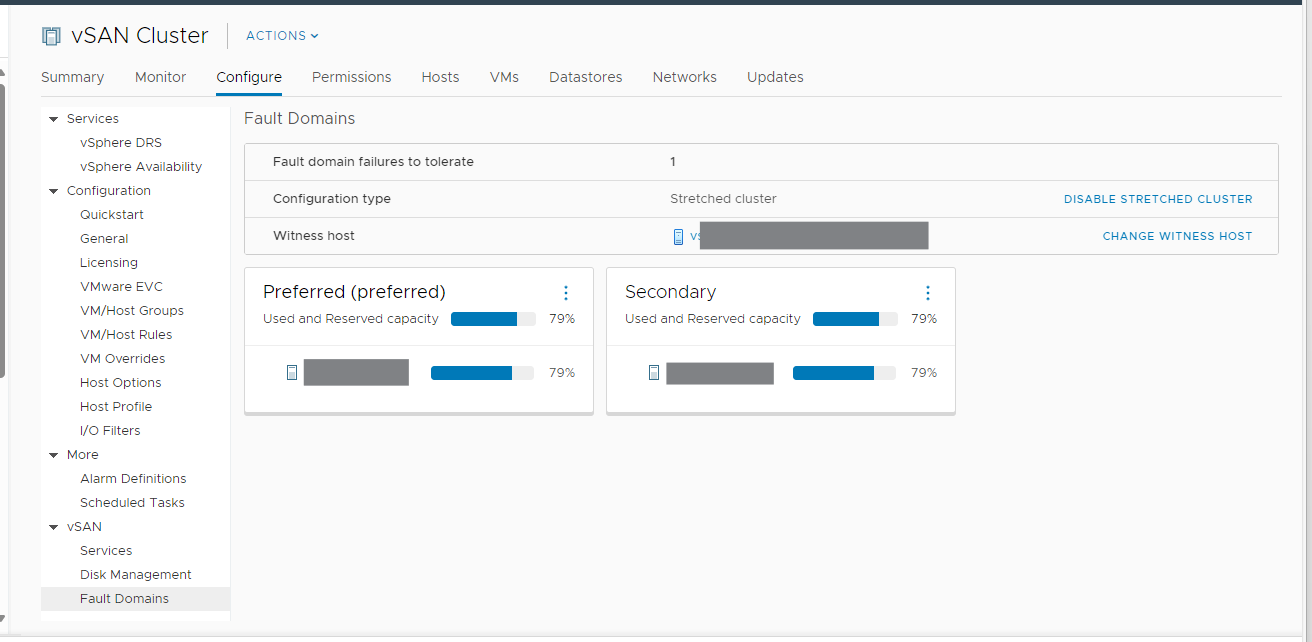 vSAN Cluster ACTIONS
Summary Monitor Configure Permissions Hosts VMs Datastores Networks Updates
Services
vSphere DRS
vSphere Availability
Configuration
Quickstart
General
Licensing
VMware EVC
VM/Host Groups
VM/Host Rules
VM Overrides
Host Options
Host Profile
I/O Filters
More
Alarm Definitions
Scheduled Tasks
vSAN
Services
Disk Management
Fault Domains
Fault Domains
Fault domain failures to tolerate 1
Configuration type Stretched cluster DISABLE STRETCHED CLUSTER
Witness host CHANGE WITNESS HOST
Preferred (preferred)
Used and Reserved capacity 79%
79%
Secondary
Used and Reserved capacity 79%
79%